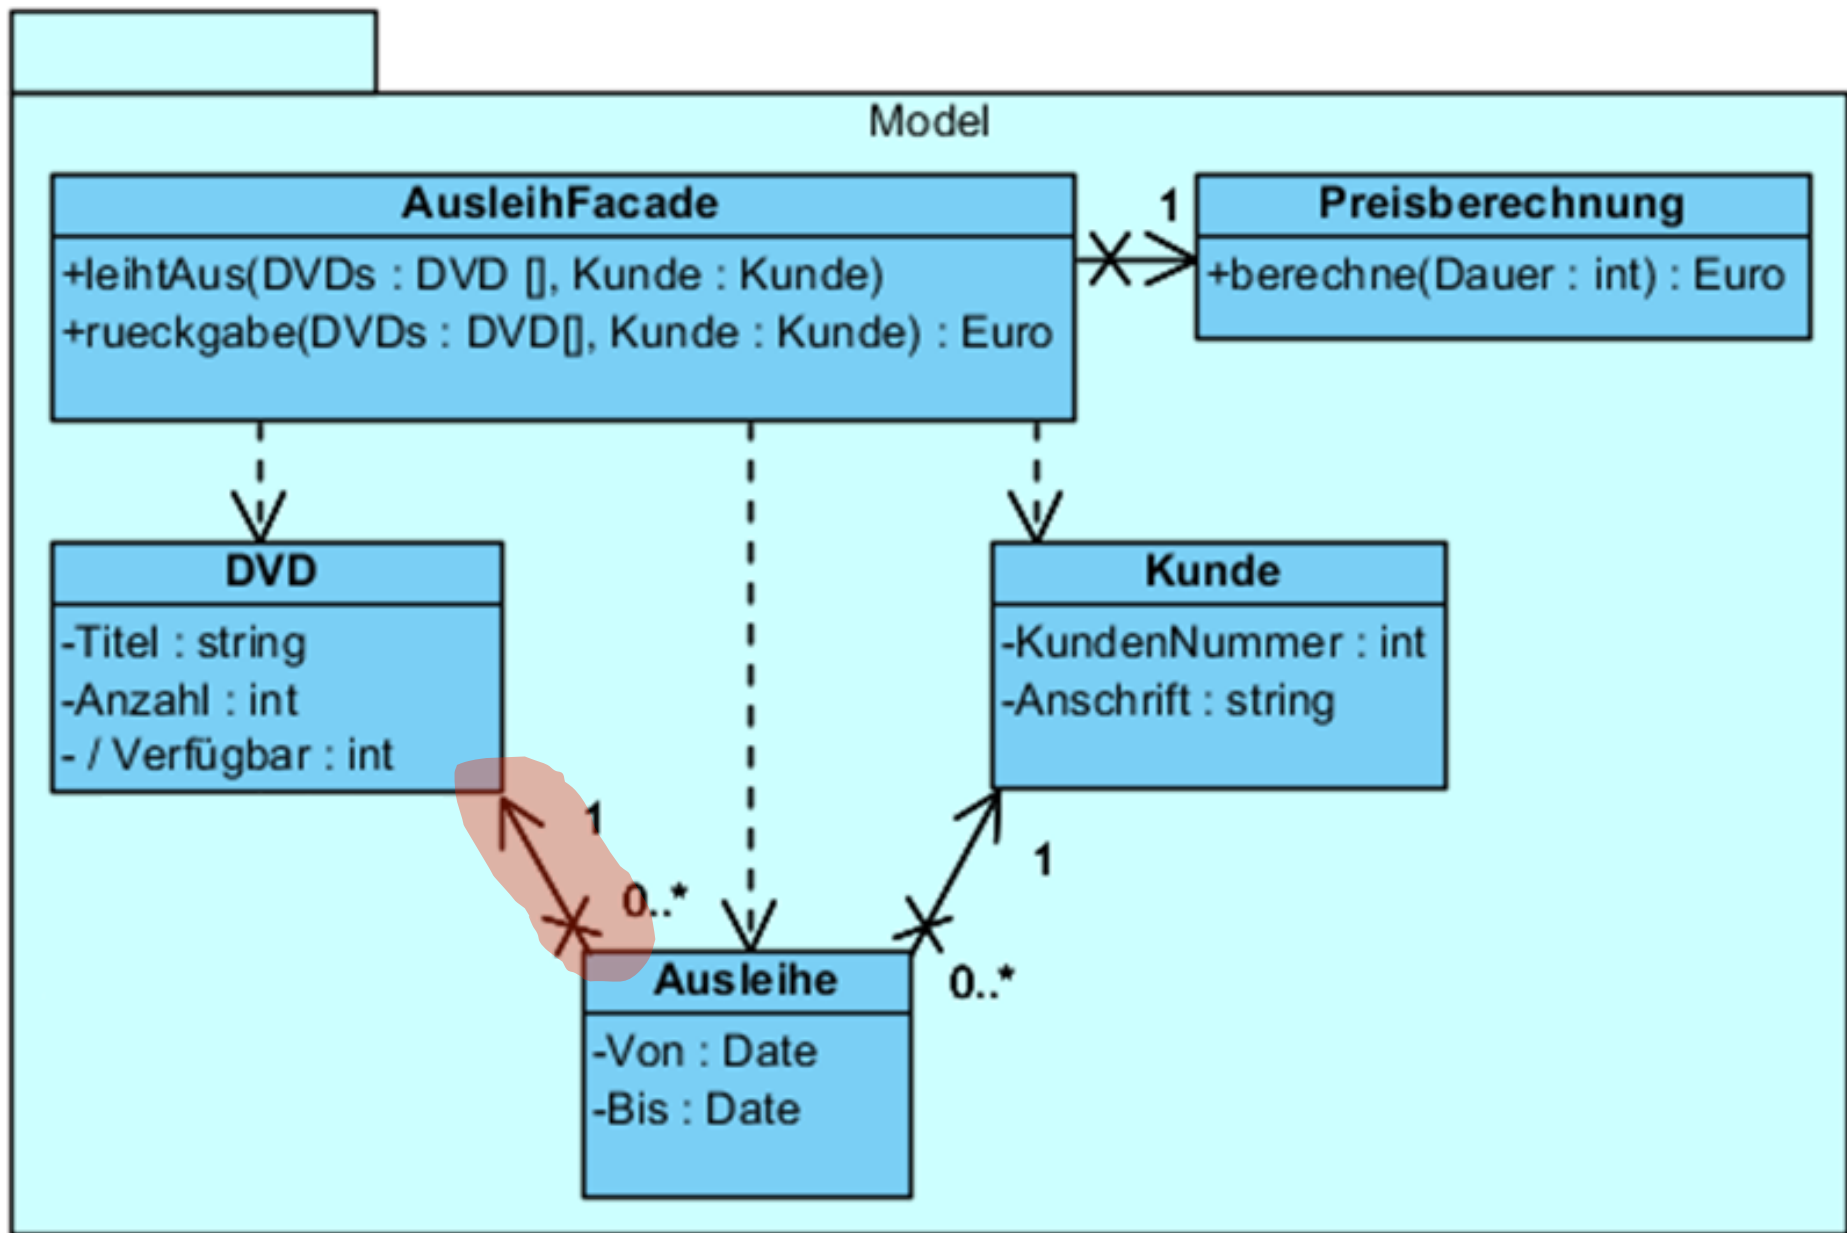 Model
AusleihFacade
+leihtAus(DVDs : DVD [], Kunde : Kunde)
+rueckgabe(DVDs : DVD[], Kunde : Kunde) : Euro
1
Preisberechnung
+berechne(Dauer : int) : Euro
DVD
-Titel : string
-Anzahl : int
- / Verfügbar : int
Kunde
-KundenNummer : int
-Anschrift : string
1
0..*
1
0..*
Ausleihe
-Von : Date
-Bis : Date